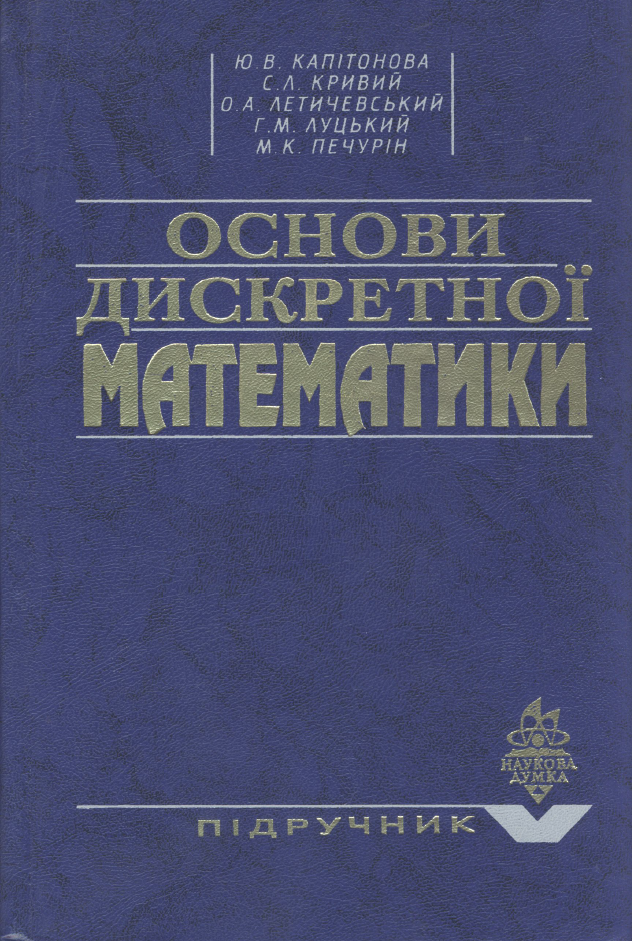 Ю. В. КАПІТОНОВА
С. Л. КРИВИЙ
О. А. ЛЕТИЧЕВСЬКИЙ
Г. М. ЛУЦЬКИЙ
М. К. ПЕЧУРІН
ОСНОВИ
ДИСКРЕТНОЇ
МАТЕМАТИКИ
НАУКОВА
ДУМКА
ПІДРУЧНИК